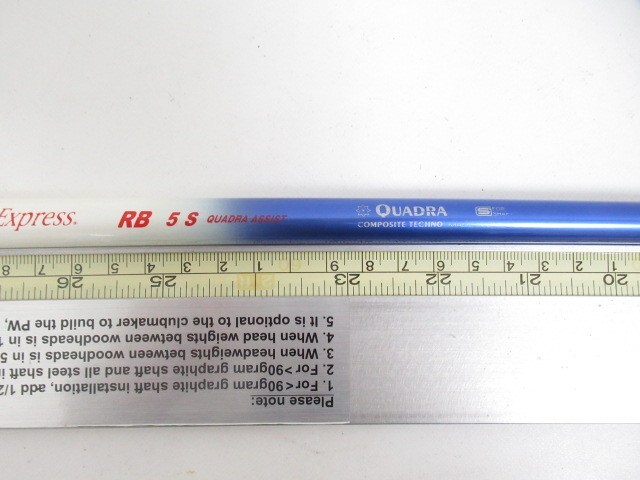 Express. RB 5 S QUADRA ASSIST QUADRA
COMPOSITE TECHNO
8 7 6 5 4 3 2 1 9 8 7 6 5 4 3 2 1
26 25 23 22 21 20
Please note:
1. For <90gram graphite shaft installation, add 1/2
2. For >90gram graphite shaft and all steel shaft in
3. When headweights between woodheads is in 5
4. When head weights between woodheads is in 1
5. It is optional to the clubmaker to build the PW,